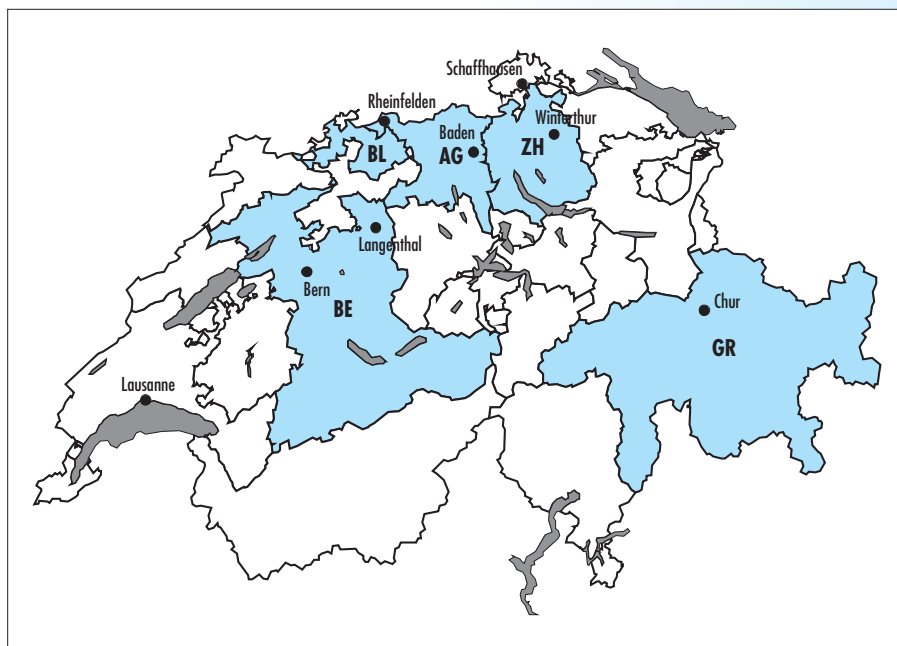 Schaffhausen
Rheinfelden
Winterthur
Baden
BL
AG
ZH
Langenthal
Bern
BE
Chur
GR
Lausanne